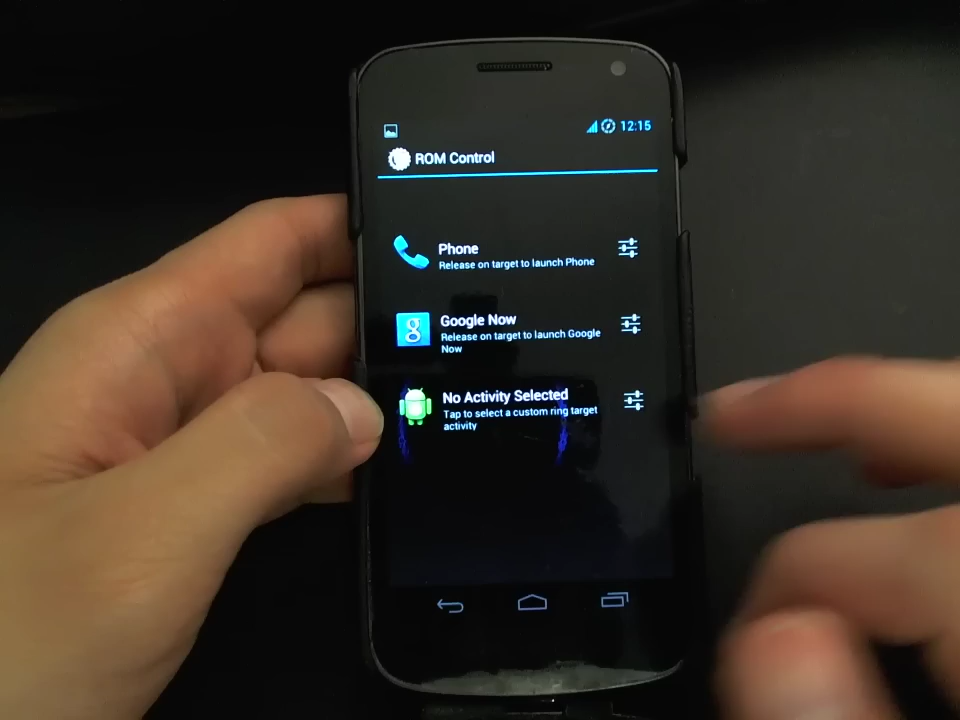 12:15
ROM Control
Phone
Release on target to launch Phone
Google Now
Release on target to launch Google
Now
No Activity Selected
Tap to select a custom ring target
activity